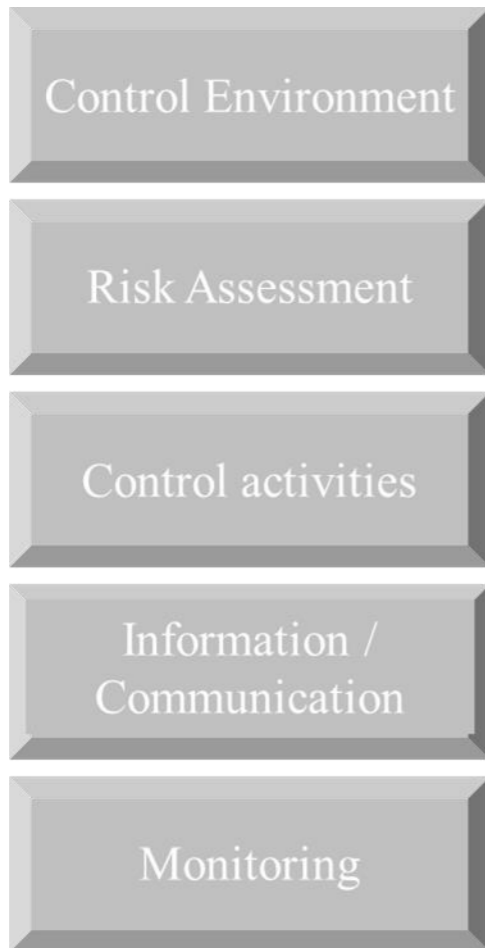 Control Environment
Risk Assessment
Control activities
Information /
Communication
Monitoring